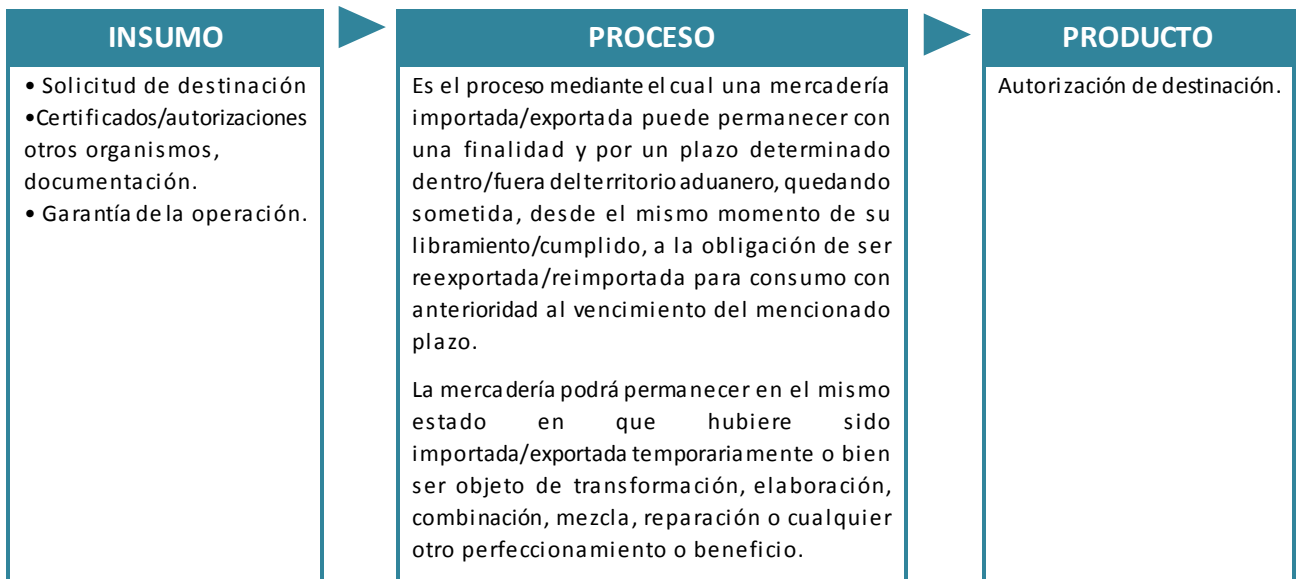 INSUMO
• Solicitud de destinación
•Certificados/autorizaciones
otros organismos,
documentación.
• Garantía de la operación.
PROCESO
Es el proceso mediante el cual una mercadería
importada/exportada puede permanecer con
una finalidad y por un plazo determinado
dentro/fuera del territorio aduanero, quedando
sometida, desde el mismo momento de su
libramiento/cumplido, a la obligación de ser
reexportada/reimportada para consumo con
anterioridad al vencimiento del mencionado
plazo.
La mercadería podrá permanecer en el mismo
estado en que hubiere sido
importada/exportada temporariamente o bien
ser objeto de transformación, elaboración,
combinación, mezcla, reparación o cualquier
otro perfeccionamiento o beneficio.
PRODUCTO
Autorización de destinación.